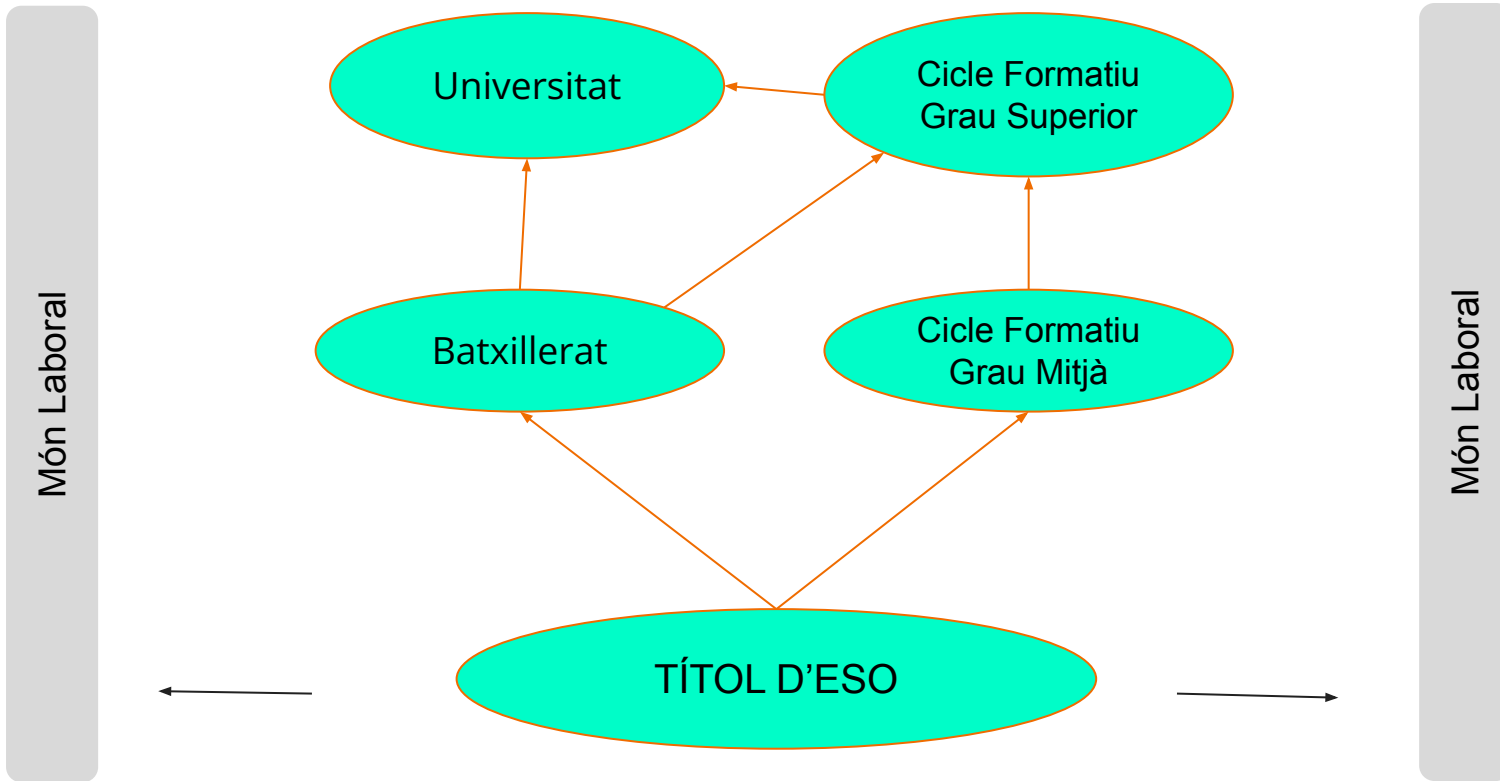 Universitat
Cicle Formatiu
Grau Superior
Món Laboral
Batxillerat
Cicle Formatiu
Grau Mitjà
Món Laboral
TÍTOL D’ESO